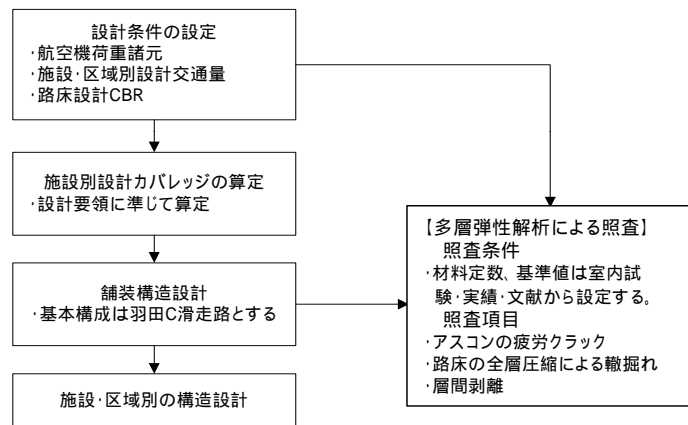 設計条件の設定
・航空機荷重諸元
・施設・区域別設計交通量
・路床設計CBR
施設別設計カバレッジの算定
・設計要領に準じて算定
舗装構造設計
・基本構成は羽田C滑走路とする
施設・区域別の構造設計
【多層弾性解析による照査】
照査条件
・材料定数、基準値は室内試
験・実績・文献から設定する。
照査項目
・アスコンの疲労クラック
・路床の全層圧縮による轍掘れ
・層間剥離